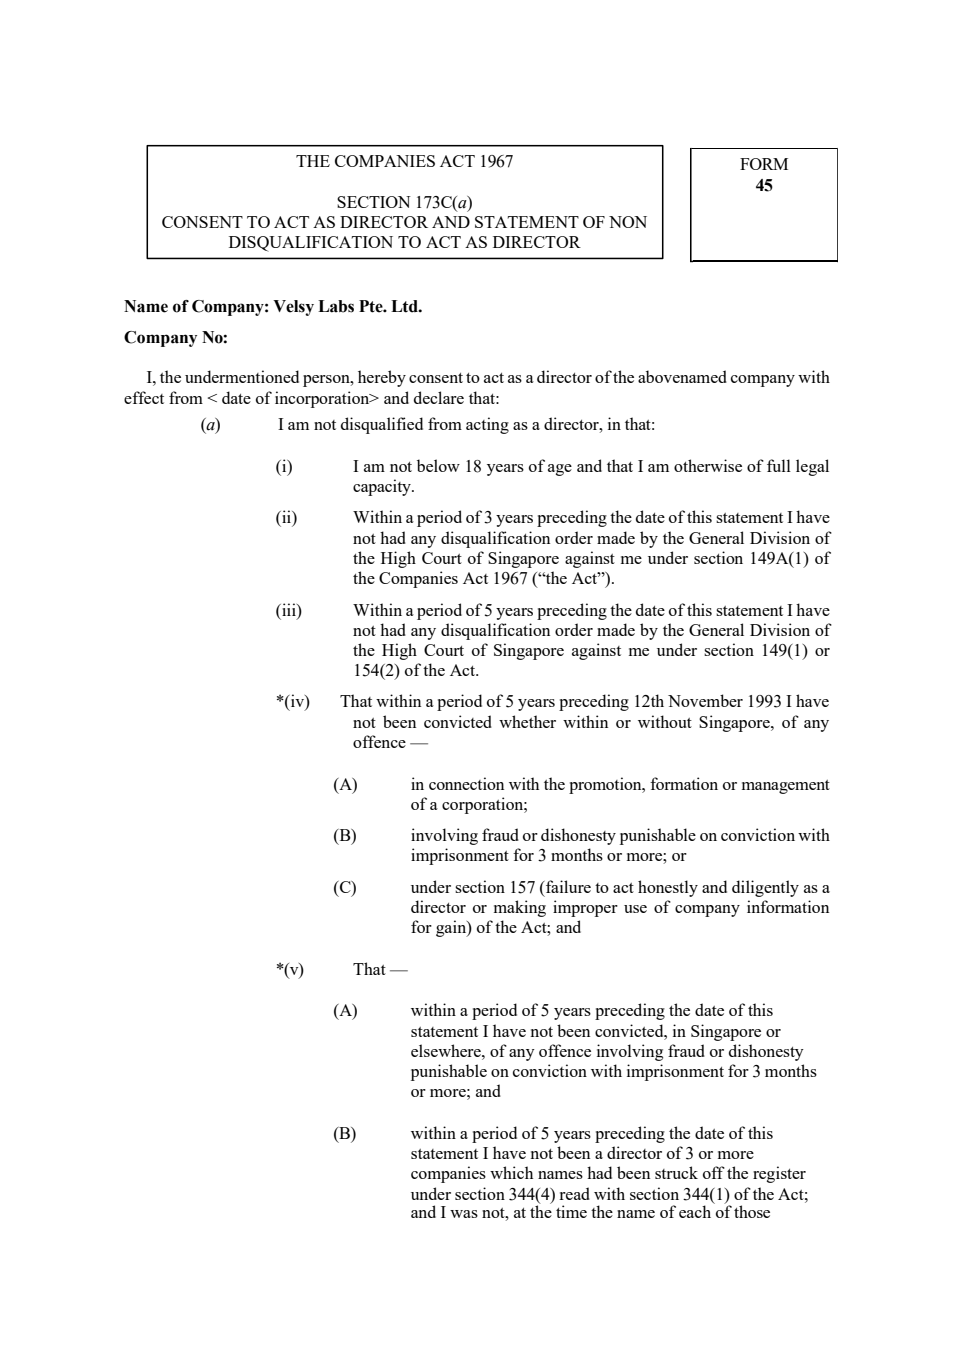 THE COMPANIES ACT 1967
SECTION 173C(a)
CONSENT TO ACT AS DIRECTOR AND STATEMENT OF NON
DISQUALIFICATION TO ACT AS DIRECTOR
FORM
45
Name of Company: Velsy Labs Pte. Ltd.
Company No:
I, the undermentioned person, hereby consent to act as a director of the abovenamed company with
effect from < date of incorporation> and declare that:
(a) I am not disqualified from acting as a director, in that:
(i) I am not below 18 years of age and that I am otherwise of full legal
capacity.
(ii) Within a period of 3 years preceding the date of this statement I have
not had any disqualification order made by the General Division of
the High Court of Singapore against me under section 149A(1) of
the Companies Act 1967 (“the Act”).
(iii) Within a period of 5 years preceding the date of this statement I have
not had any disqualification order made by the General Division of
the High Court of Singapore against me under section 149(1) or
154(2) of the Act.
*(iv) That within a period of 5 years preceding 12th November 1993 I have
not been convicted whether within or without Singapore, of any
offence —
(A) in connection with the promotion, formation or management
of a corporation;
(B) involving fraud or dishonesty punishable on conviction with
imprisonment for 3 months or more; or
(C) under section 157 (failure to act honestly and diligently as a
director or making improper use of company information
for gain) of the Act; and
*(v) That —
(A) within a period of 5 years preceding the date of this
statement I have not been convicted, in Singapore or
elsewhere, of any offence involving fraud or dishonesty
punishable on conviction with imprisonment for 3 months
or more; and
(B) within a period of 5 years preceding the date of this
statement I have not been a director of 3 or more
companies which names had been struck off the register
under section 344(4) read with section 344(1) of the Act;
and I was not, at the time the name of each of those